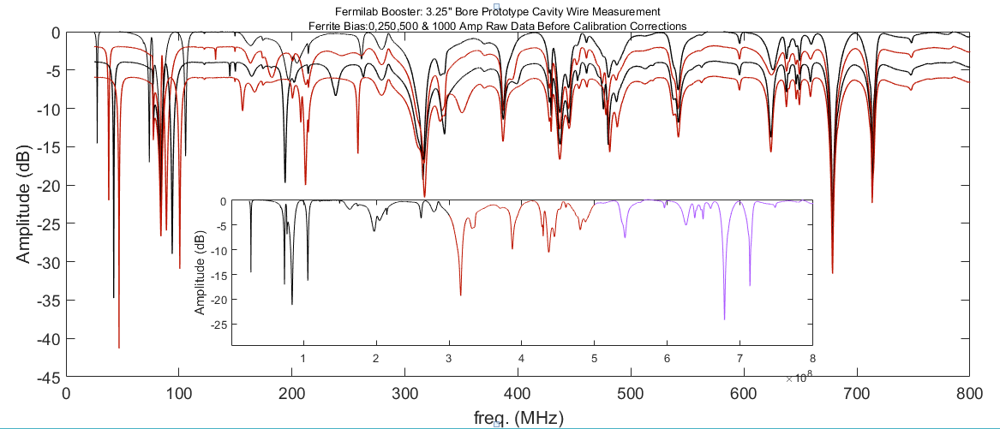 Fermilab Booster: 3.25" Bore Prototype Cavity Wire Measurement
Ferrite Bias:0,250,500 & 1000 Amp Raw Data Before Calibration Corrections
0
-5
-10
-15
-20
-25
-30
-35
-40
-45
Amplitude (dB)
0
-5
-10
-15
-20
-25
Amplitude (dB)
1 2 3 4 5 6 7 8
× 10^8
0 100 200 300 400 500 600 700 800
freq. (MHz)